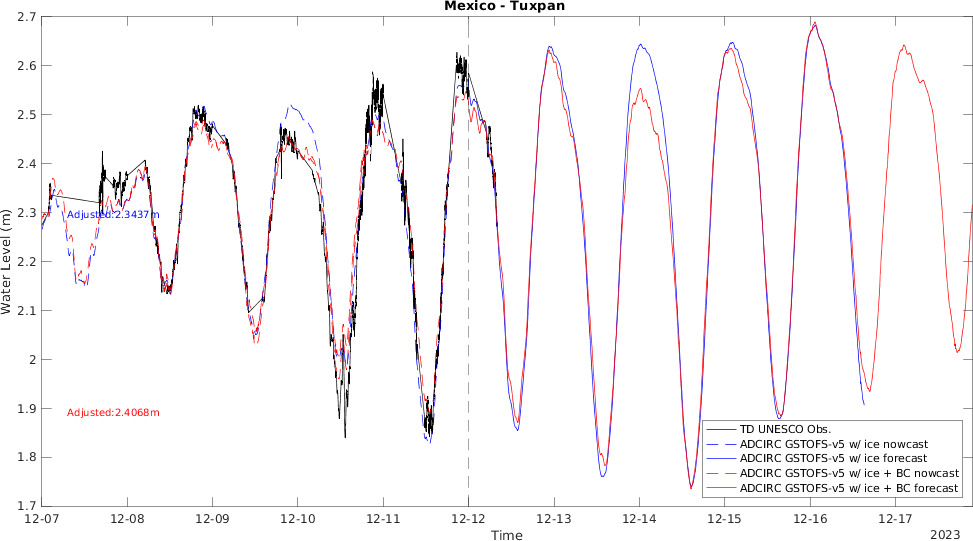 Mexico - Tuxpan
2.7
2.6
2.5
2.4
2.3
2.2
2.1
2
1.9
1.8
1.7
Water Level (m)
Adjusted:2.3437m
Adjusted:2.4068m
TD UNESCO Obs.
ADCIRC GSTOFS-v5 w/ ice nowcast
ADCIRC GSTOFS-v5 w/ ice forecast
ADCIRC GSTOFS-v5 w/ ice + BC nowcast
ADCIRC GSTOFS-v5 w/ ice + BC forecast
12-07 12-08 12-09 12-10 12-11 12-12 12-13 12-14 12-15 12-16 12-17
Time
2023